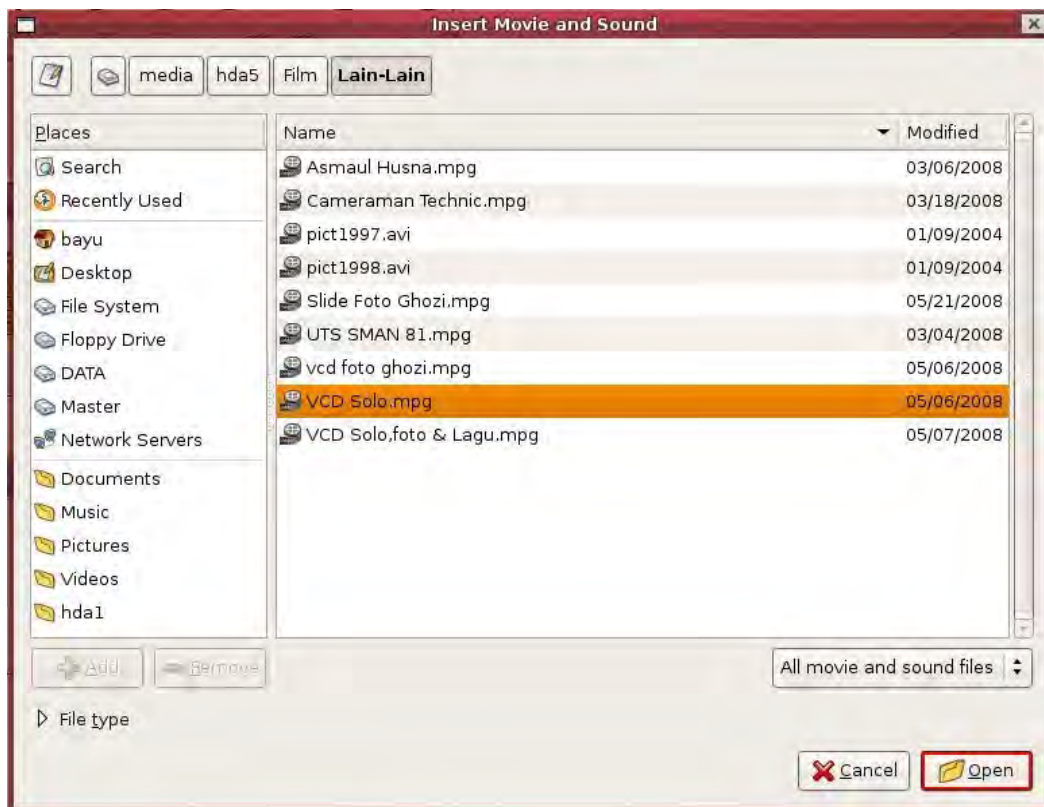 Insert Movie and Sound
media hda5 Film Lain-Lain
Places
Search
Recently Used
bayu
Desktop
File System
Floppy Drive
DATA
Master
Network Servers
Documents
Music
Pictures
Videos
hda1
Name Modified
Asmaul Husna.mpg 03/06/2008
Cameraman Technic.mpg 03/18/2008
pict1997.avi 01/09/2004
pict1998.avi 01/09/2004
Slide Foto Ghozi.mpg 05/21/2008
UTS SMAN 81.mpg 03/04/2008
vcd foto ghozi.mpg 05/06/2008
VCD Solo.mpg 05/06/2008
VCD Solo,foto & Lagu.mpg 05/07/2008
Add Remove
All movie and sound files
File type
Cancel Open